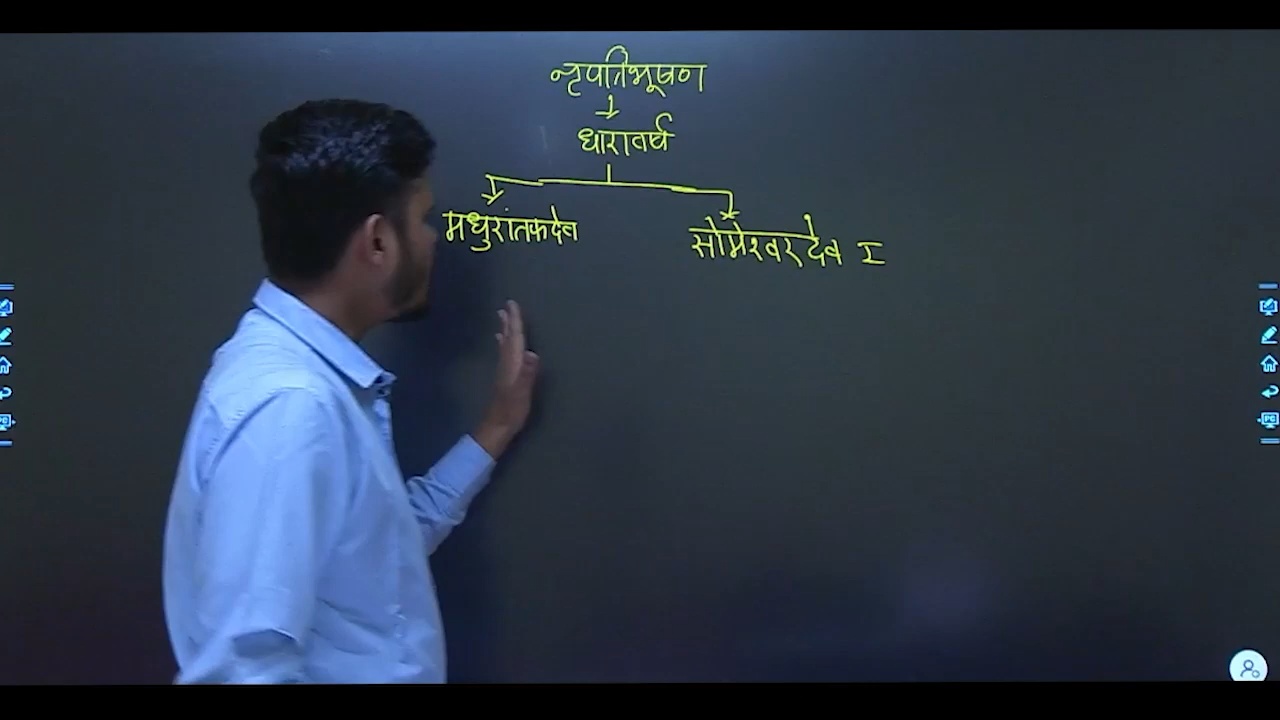 नृपतिभूषण
धारावर्ष
मधुरांतकदेव
सोमेश्वरदेव I